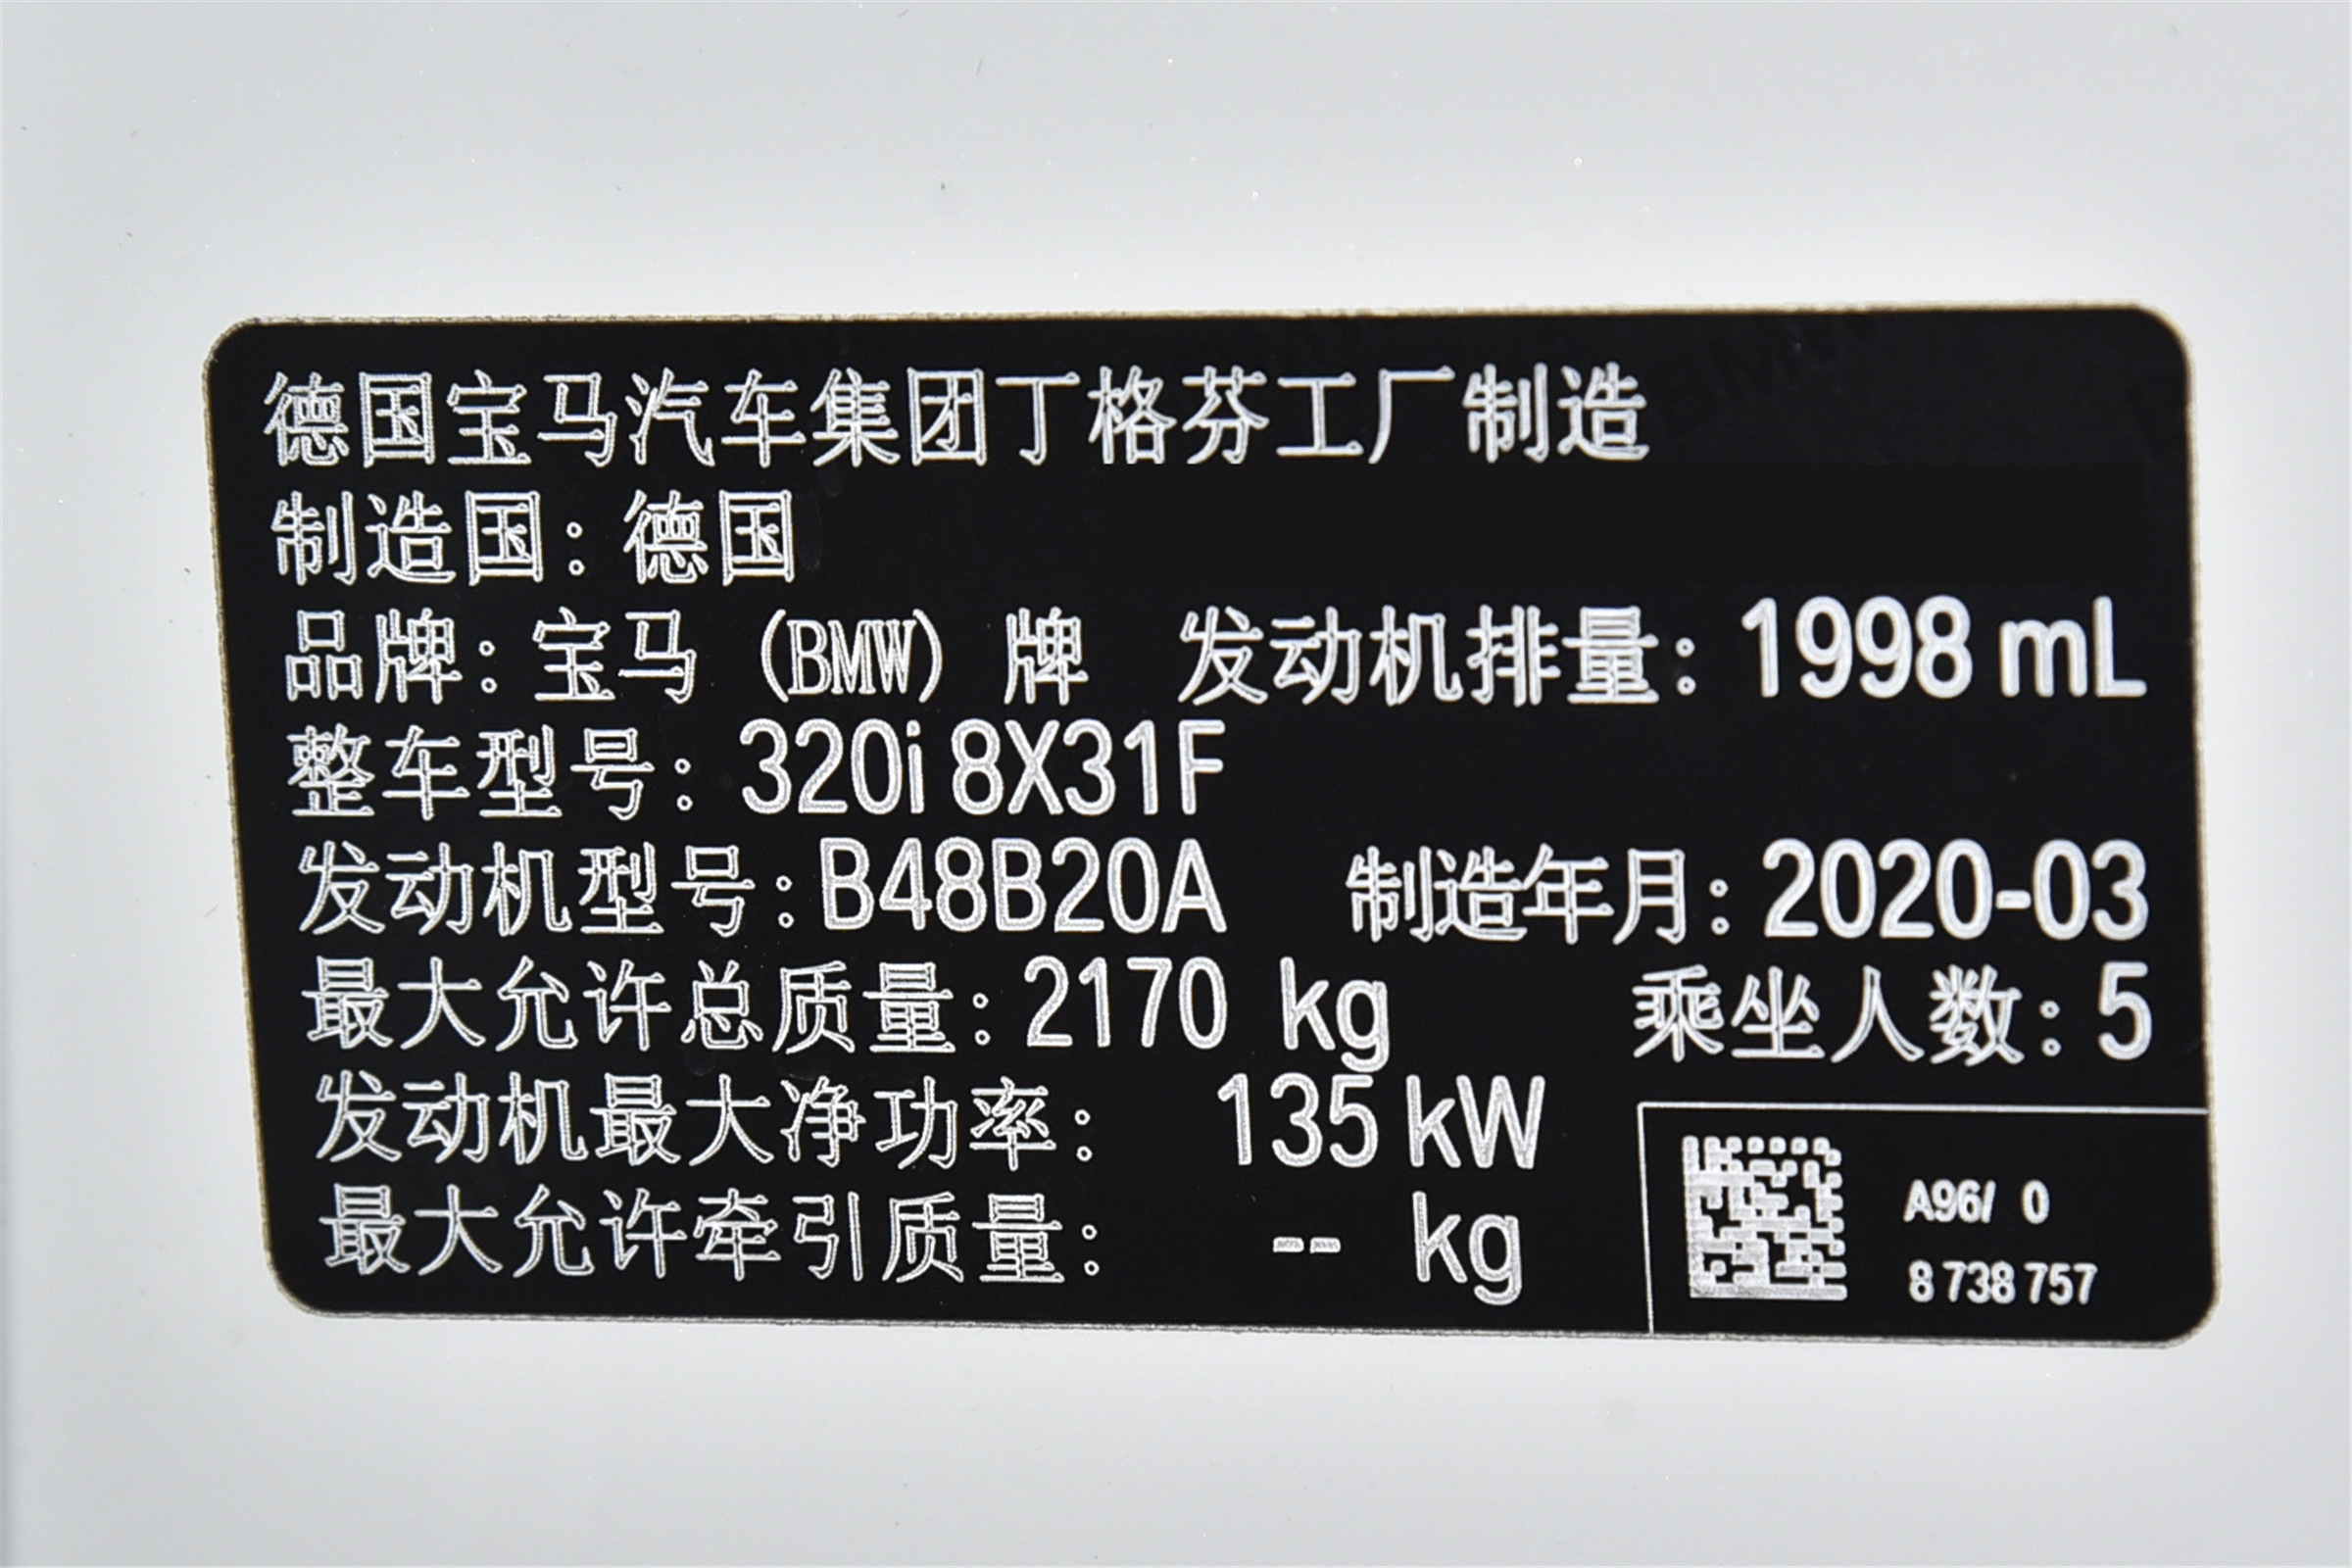 德国宝马汽车集团丁格芬工厂制造
制造国：德国
品牌：宝马（BMW）牌 发动机排量：1998 mL
整车型号：320i 8X31F
发动机型号：B48B20A 制造年月：2020-03
最大允许总质量：2170 kg 乘坐人数：5
发动机最大净功率： 135 kW
最大允许牵引质量： -- kg
A96/ 0
8 738 757